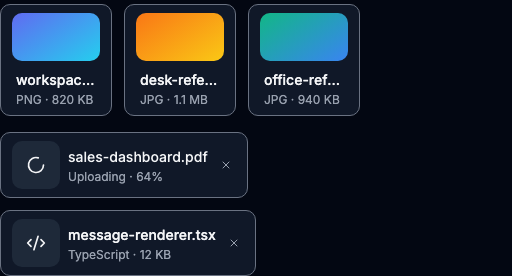 workspac...
PNG · 820 KB
desk-refe...
JPG · 1.1 MB
office-ref...
JPG · 940 KB
sales-dashboard.pdf
Uploading · 64%
message-renderer.tsx
TypeScript · 12 KB